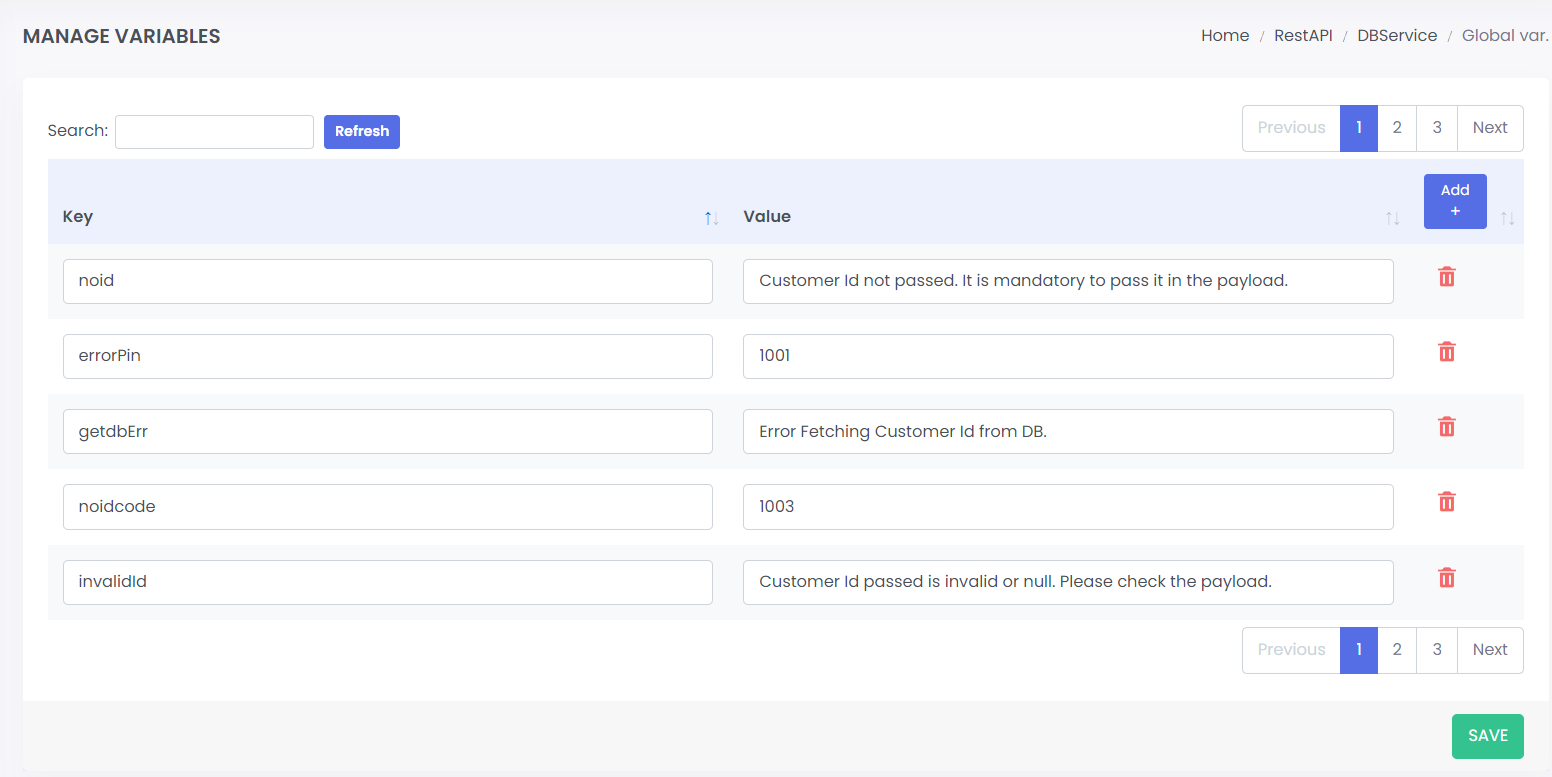 MANAGE VARIABLES
Home / RestAPI / DBService / Global var.
Search: Refresh
Previous 1 2 3 Next
Key Value Add +
noid Customer Id not passed. It is mandatory to pass it in the payload.
errorPin 1001
getdbErr Error Fetching Customer Id from DB.
noidcode 1003
invalidId Customer Id passed is invalid or null. Please check the payload.
Previous 1 2 3 Next
SAVE